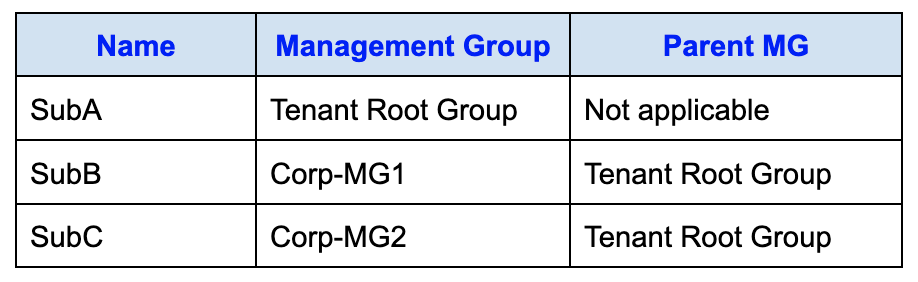 Name Management Group Parent MG
SubA Tenant Root Group Not applicable
SubB Corp-MG1 Tenant Root Group
SubC Corp-MG2 Tenant Root Group